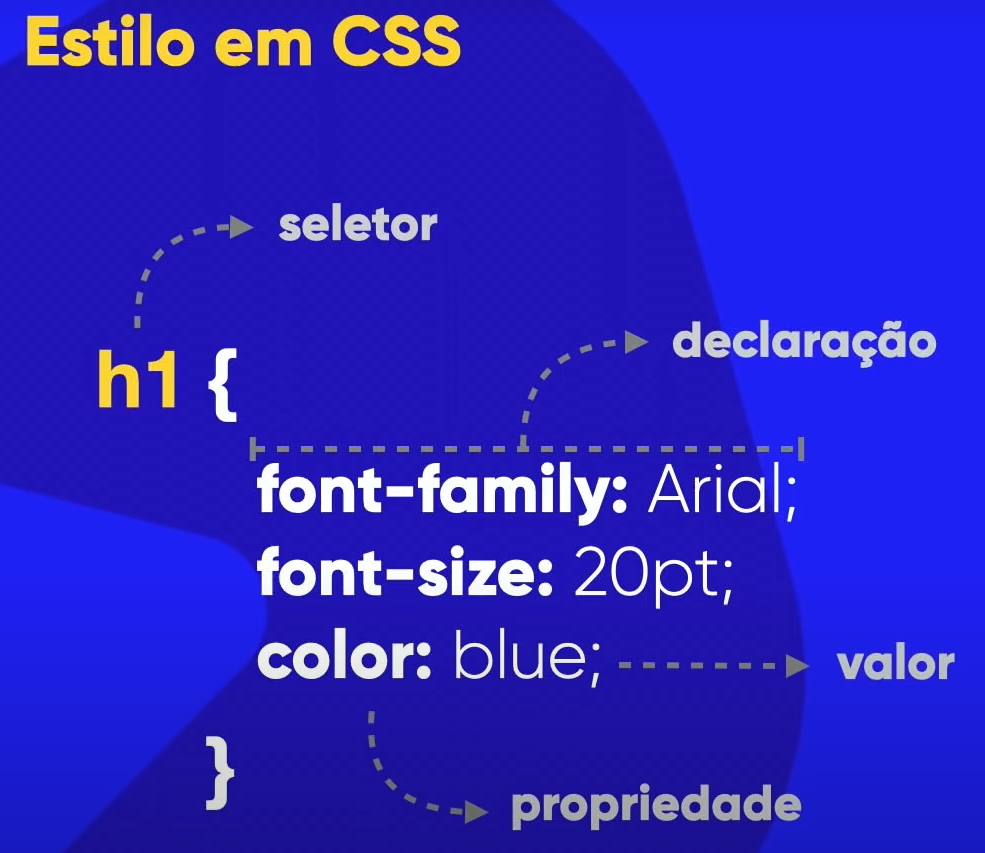 Estilo em CSS
seletor
declaração
h1 {
font-family: Arial;
font-size: 20pt;
color: blue;
valor
}
propriedade